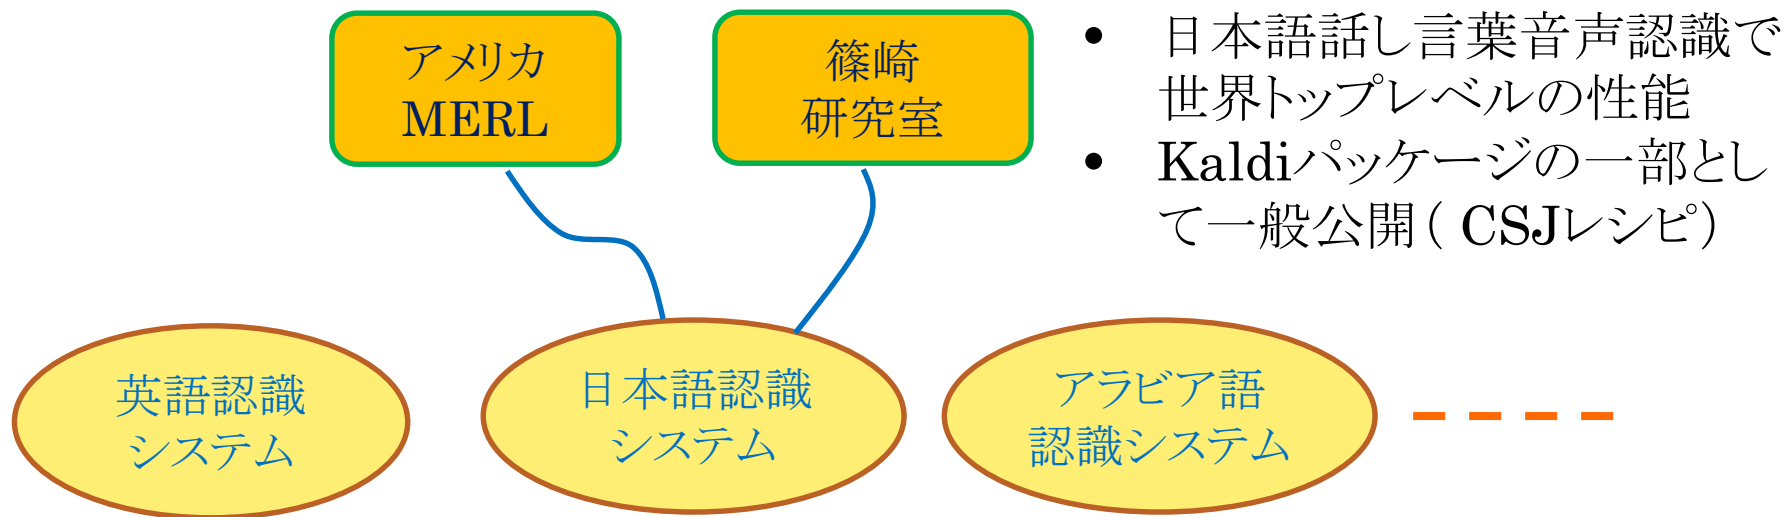 アメリカ
MERL
篠崎
研究室
• 日本語話し言葉音声認識で
世界トップレベルの性能
• Kaldiパッケージの一部とし
て一般公開( CSJレシピ)
英語認識
システム
日本語認識
システム
アラビア語
認識システム